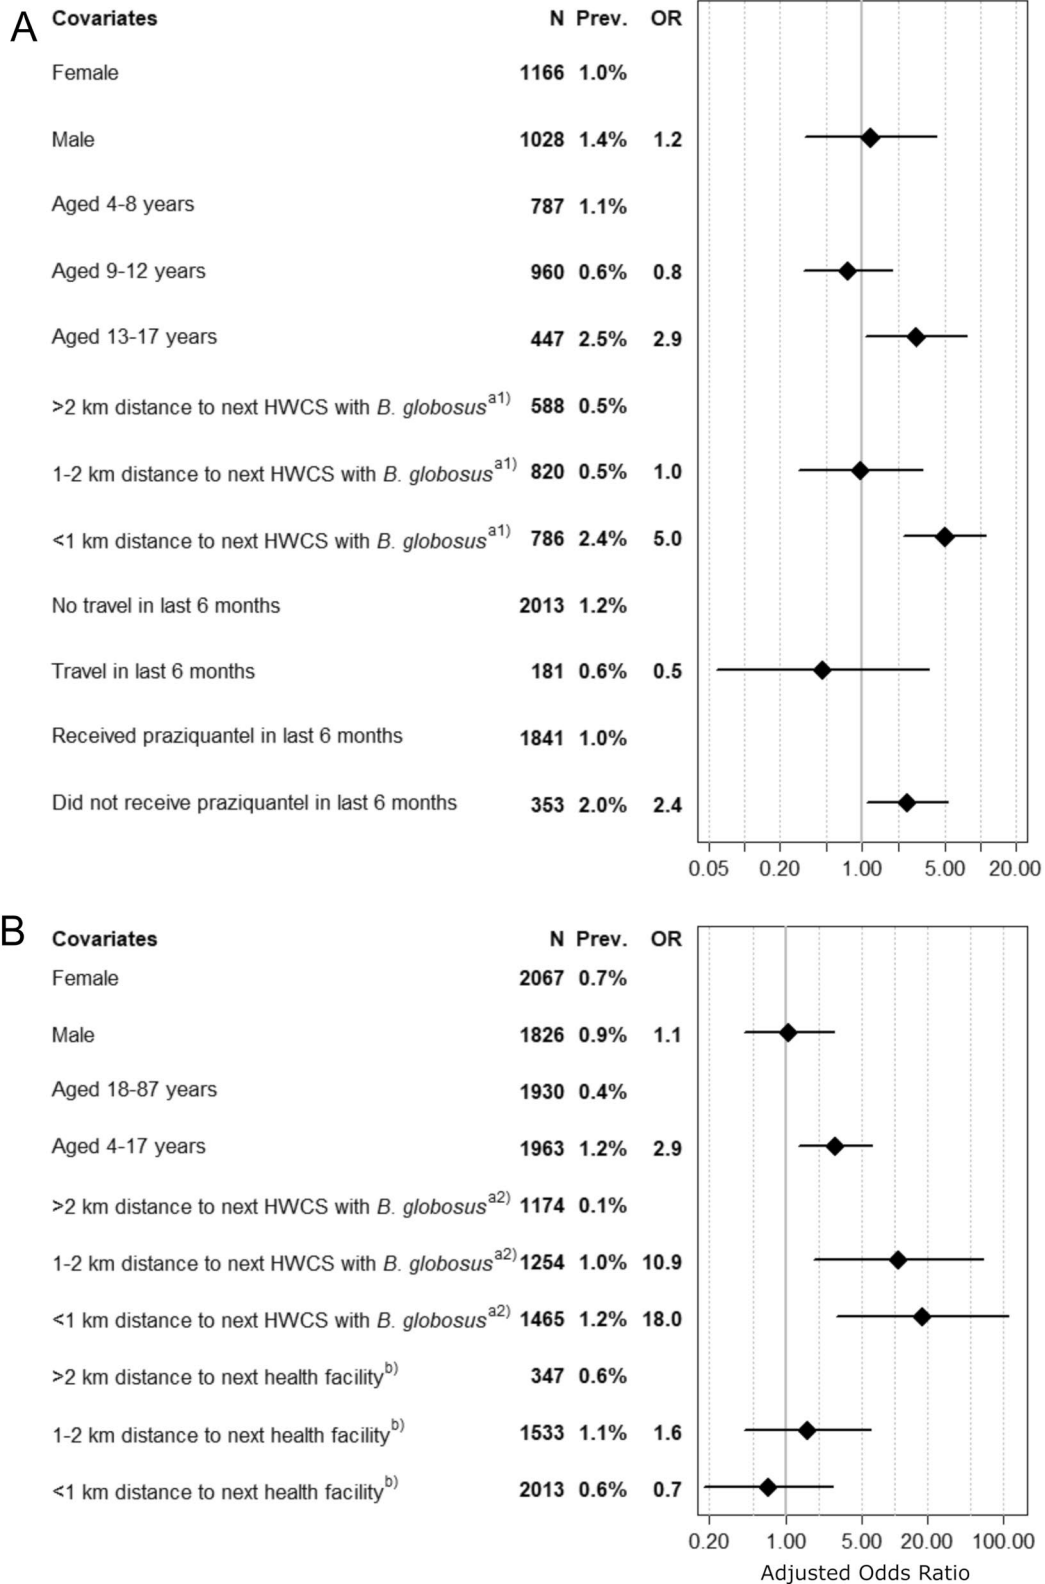 A Covariates N Prev. OR
Female 1166 1.0%
Male 1028 1.4% 1.2
Aged 4-8 years 787 1.1%
Aged 9-12 years 960 0.6% 0.8
Aged 13-17 years 447 2.5% 2.9
>2 km distance to next HWCS with B. globosus a1) 588 0.5%
1-2 km distance to next HWCS with B. globosus a1) 820 0.5% 1.0
<1 km distance to next HWCS with B. globosus a1) 786 2.4% 5.0
No travel in last 6 months 2013 1.2%
Travel in last 6 months 181 0.6% 0.5
Received praziquantel in last 6 months 1841 1.0%
Did not receive praziquantel in last 6 months 353 2.0% 2.4
0.05 0.20 1.00 5.00 20.00
B Covariates N Prev. OR
Female 2067 0.7%
Male 1826 0.9% 1.1
Aged 18-87 years 1930 0.4%
Aged 4-17 years 1963 1.2% 2.9
>2 km distance to next HWCS with B. globosus a2) 1174 0.1%
1-2 km distance to next HWCS with B. globosus a2) 1254 1.0% 10.9
<1 km distance to next HWCS with B. globosus a2) 1465 1.2% 18.0
>2 km distance to next health facility b) 347 0.6%
1-2 km distance to next health facility b) 1533 1.1% 1.6
<1 km distance to next health facility b) 2013 0.6% 0.7
0.20 1.00 5.00 20.00 100.00
Adjusted Odds Ratio